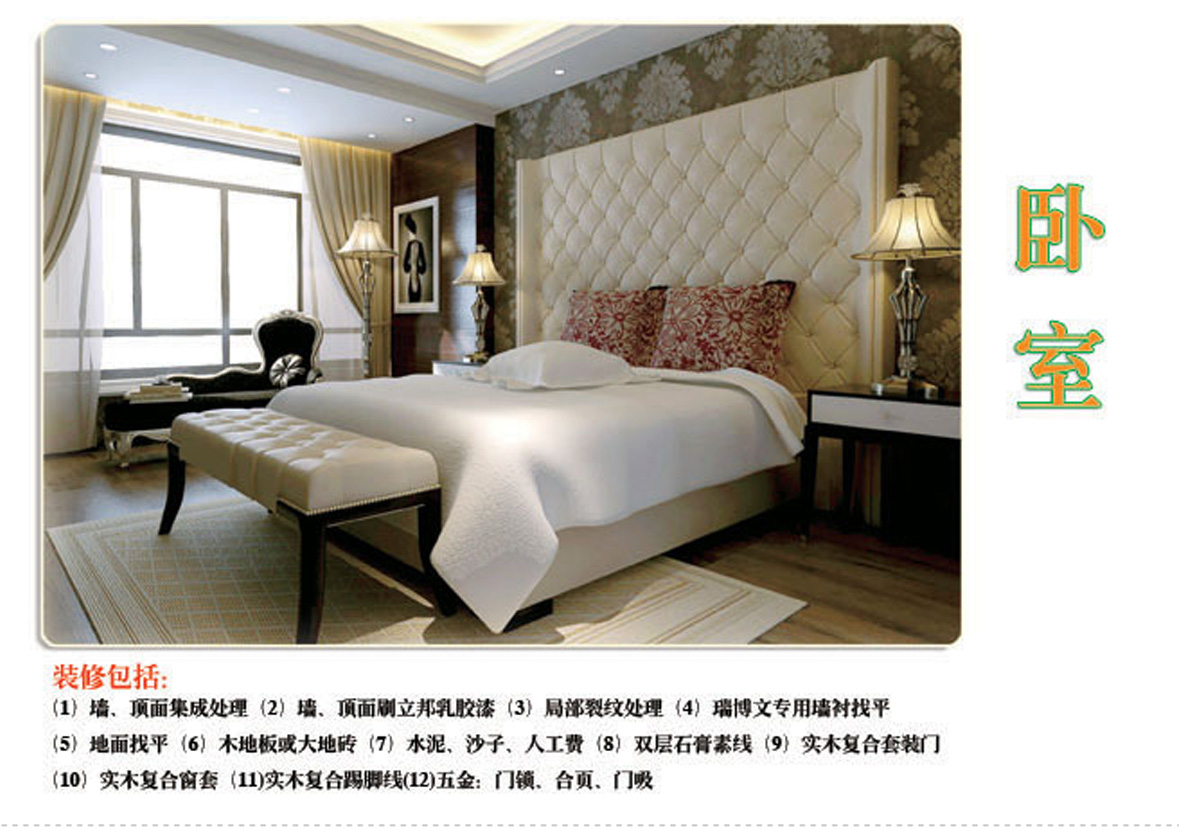 卧
室
装修包括:
(1) 墙、顶面集成处理 (2) 墙、顶面刷立邦乳胶漆 (3) 局部裂纹处理 (4) 瑞博文专用墙衬找平
(5) 地面找平 (6) 木地板或大地砖 (7) 水泥、沙子、人工费 (8) 双层石膏素线 (9) 实木复合套装门
(10) 实木复合窗套 (11)实木复合踢脚线(12)五金: 门锁、合页、门吸